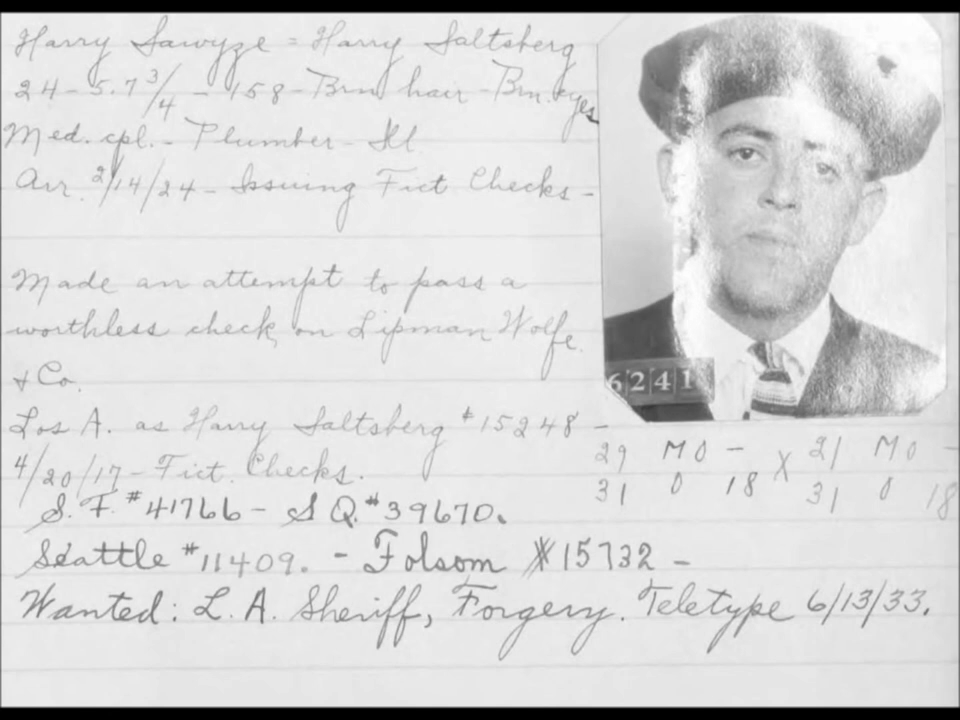 Harry Sawyze = Harry Saltsberg
24 - 5.7 3/4 - 158 - Brn hair - Brn. eyes
Med. cpl. - Plumber - Ill
Arr. 2/14/24 - Issuing Fict Checks -
Made an attempt to pass a
worthless check on Lipman Wolfe
& Co.
6241
Los A. as Harry Saltsberg #15248 -
4/20/17 - Fict. Checks.
29 MO - X 21 MO -
31 0 18 31 0 18
S.F. #41766 - S Q. #39670.
Seattle #11409. - Folsom #15732 -
Wanted: L.A. Sheriff, Forgery. Teletype 6/13/33.